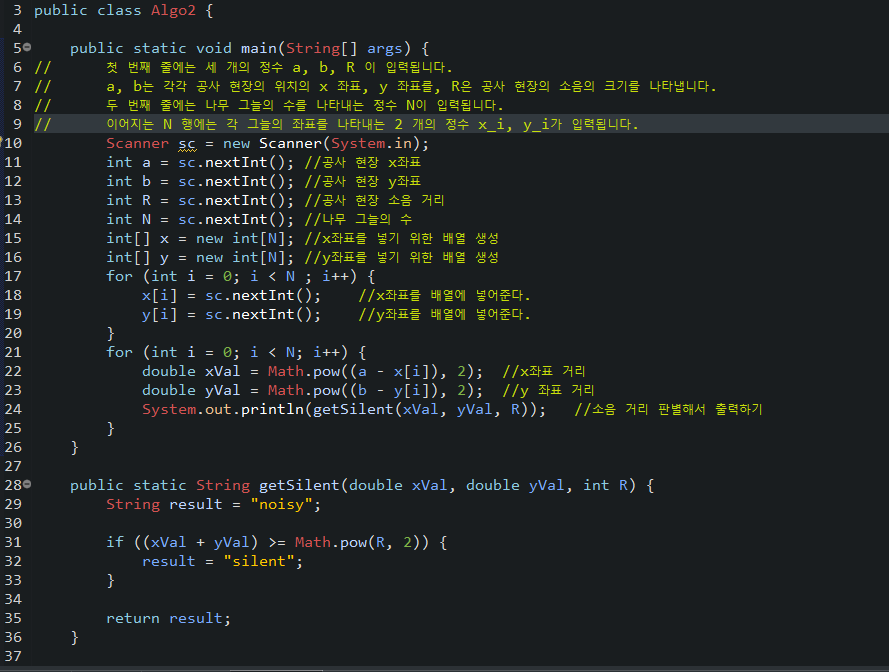 3 public class Algo2 {
4
5 public static void main(String[] args) {
6 // 첫 번째 줄에는 세 개의 정수 a, b, R 이 입력됩니다.
7 // a, b는 각각 공사 현장의 위치의 x 좌표, y 좌표를, R은 공사 현장의 소음의 크기를 나타냅니다.
8 // 두 번째 줄에는 나무 그늘의 수를 나타내는 정수 N이 입력됩니다.
9 // 이어지는 N 행에는 각 그늘의 좌표를 나타내는 2 개의 정수 x_i, y_i가 입력됩니다.
10 Scanner sc = new Scanner(System.in);
11 int a = sc.nextInt(); //공사 현장 x좌표
12 int b = sc.nextInt(); //공사 현장 y좌표
13 int R = sc.nextInt(); //공사 현장 소음 거리
14 int N = sc.nextInt(); //나무 그늘의 수
15 int[] x = new int[N]; //x좌표를 넣기 위한 배열 생성
16 int[] y = new int[N]; //y좌표를 넣기 위한 배열 생성
17 for (int i = 0; i < N ; i++) {
18 x[i] = sc.nextInt(); //x좌표를 배열에 넣어준다.
19 y[i] = sc.nextInt(); //y좌표를 배열에 넣어준다.
20 }
21 for (int i = 0; i < N; i++) {
22 double xVal = Math.pow((a - x[i]), 2); //x좌표 거리
23 double yVal = Math.pow((b - y[i]), 2); //y 좌표 거리
24 System.out.println(getSilent(xVal, yVal, R)); //소음 거리 판별해서 출력하기
25 }
26 }
27
28 public static String getSilent(double xVal, double yVal, int R) {
29 String result = "noisy";
30
31 if ((xVal + yVal) >= Math.pow(R, 2)) {
32 result = "silent";
33 }
34
35 return result;
36 }
37